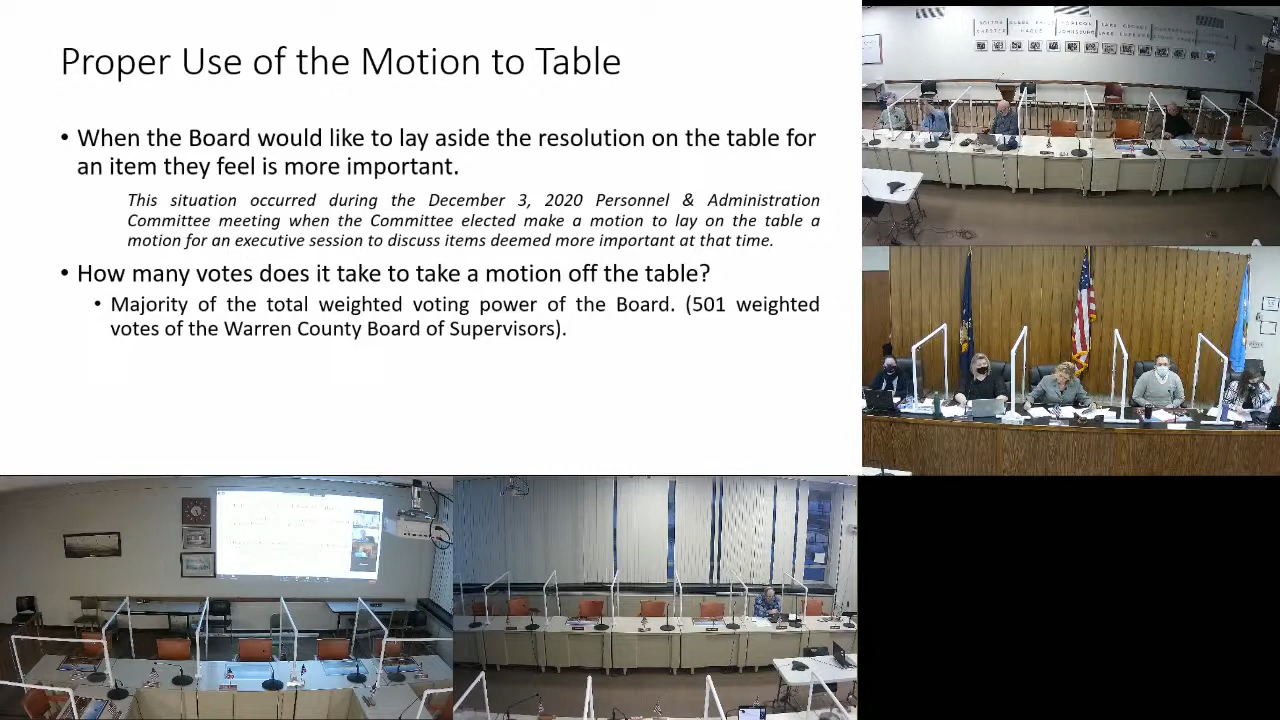 Proper Use of the Motion to Table
• When the Board would like to lay aside the resolution on the table for
an item they feel is more important.
This situation occurred during the December 3, 2020 Personnel & Administration
Committee meeting when the Committee elected make a motion to lay on the table a
motion for an executive session to discuss items deemed more important at that time.
• How many votes does it take to take a motion off the table?
• Majority of the total weighted voting power of the Board. (501 weighted
votes of the Warren County Board of Supervisors).